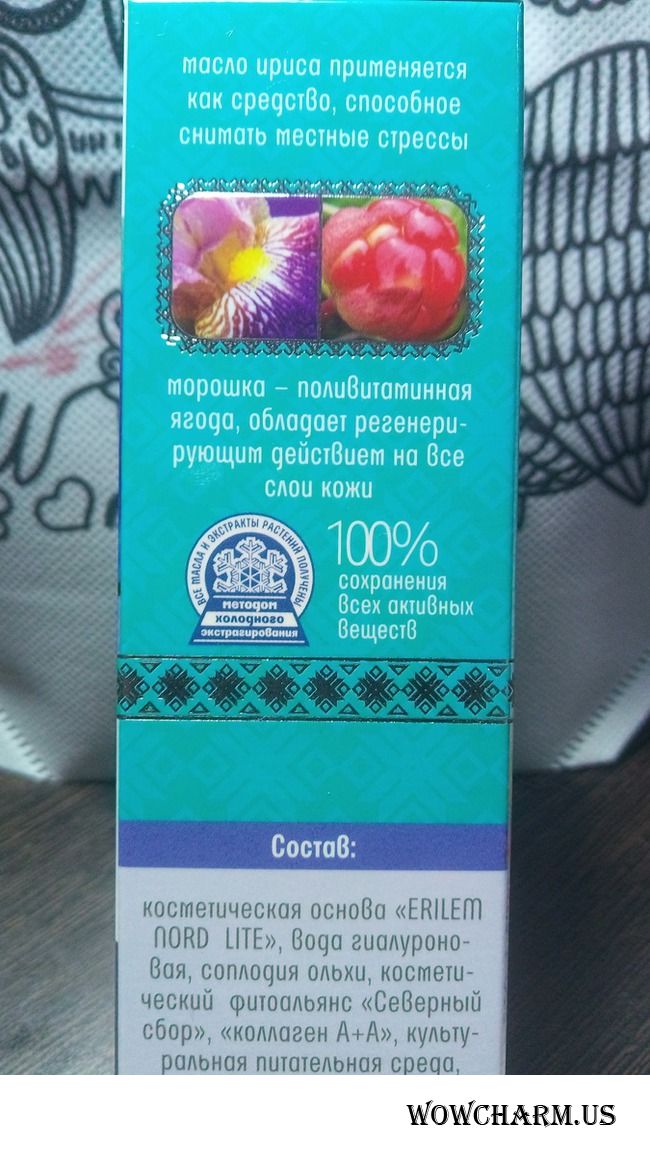 масло ириса применяется
как средство, способное
снимать местные стрессы
морошка – поливитаминная
ягода, обладает регенери-
рующим действием на все
слои кожи
ВСЕ МАСЛА И ЭКСТРАКТЫ РАСТЕНИЙ ПОЛУЧЕНЫ
методом
холодного
экстрагирования
100%
сохранения
всех активных
веществ
Состав:
косметическая основа «ERILEM
NORD LITE», вода гиалуроно-
вая, соплодия ольхи, космети-
ческий фитоальянс «Северный
сбор», «коллаген А+А», культу-
ральная питательная среда,
WOWCHARM.US